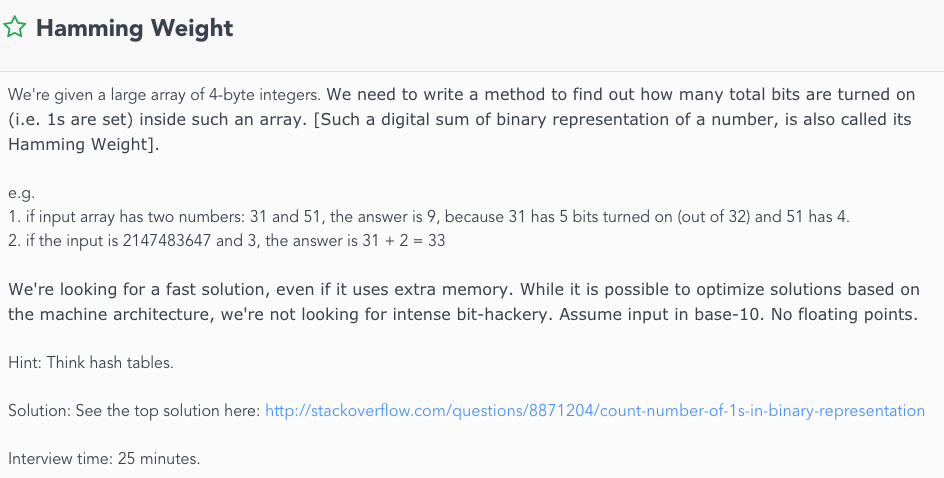 Hamming Weight
We're given a large array of 4-byte integers. We need to write a method to find out how many total bits are turned on
(i.e. 1s are set) inside such an array. [Such a digital sum of binary representation of a number, is also called its
Hamming Weight].
e.g.
1. if input array has two numbers: 31 and 51, the answer is 9, because 31 has 5 bits turned on (out of 32) and 51 has 4.
2. if the input is 2147483647 and 3, the answer is 31 + 2 = 33
We're looking for a fast solution, even if it uses extra memory. While it is possible to optimize solutions based on
the machine architecture, we're not looking for intense bit-hackery. Assume input in base-10. No floating points.
Hint: Think hash tables.
Solution: See the top solution here: http://stackoverflow.com/questions/8871204/count-number-of-1s-in-binary-representation
Interview time: 25 minutes.